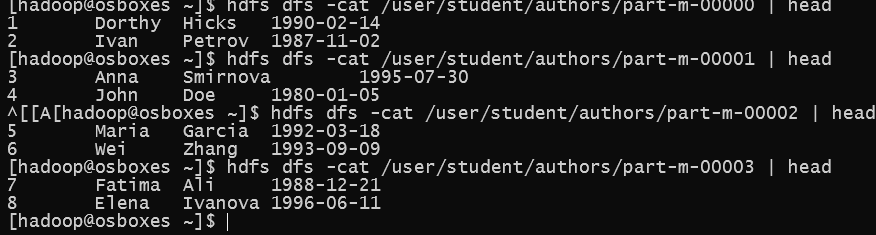 [hadoop@osboxes ~]$ hdfs dfs -cat /user/student/authors/part-m-00000 | head
1       Dorthy  Hicks   1990-02-14
2       Ivan    Petrov  1987-11-02
[hadoop@osboxes ~]$ hdfs dfs -cat /user/student/authors/part-m-00001 | head
3       Anna    Smirnova        1995-07-30
4       John    Doe     1980-01-05
^[[A[hadoop@osboxes ~]$ hdfs dfs -cat /user/student/authors/part-m-00002 | head
5       Maria   Garcia  1992-03-18
6       Wei     Zhang   1993-09-09
[hadoop@osboxes ~]$ hdfs dfs -cat /user/student/authors/part-m-00003 | head
7       Fatima  Ali     1988-12-21
8       Elena   Ivanova 1996-06-11
[hadoop@osboxes ~]$